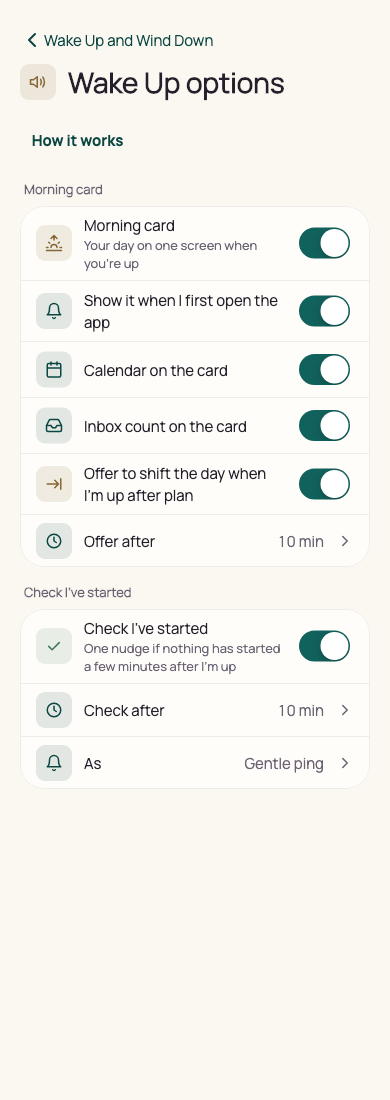 Wake Up and Wind Down
Wake Up options
How it works
Morning card
Morning card
Your day on one screen when
you're up
Show it when I first open the
app
Calendar on the card
Inbox count on the card
Offer to shift the day when
I'm up after plan
Offer after
10 min
Check I've started
Check I've started
One nudge if nothing has started
a few minutes after I'm up
Check after
10 min
As
Gentle ping